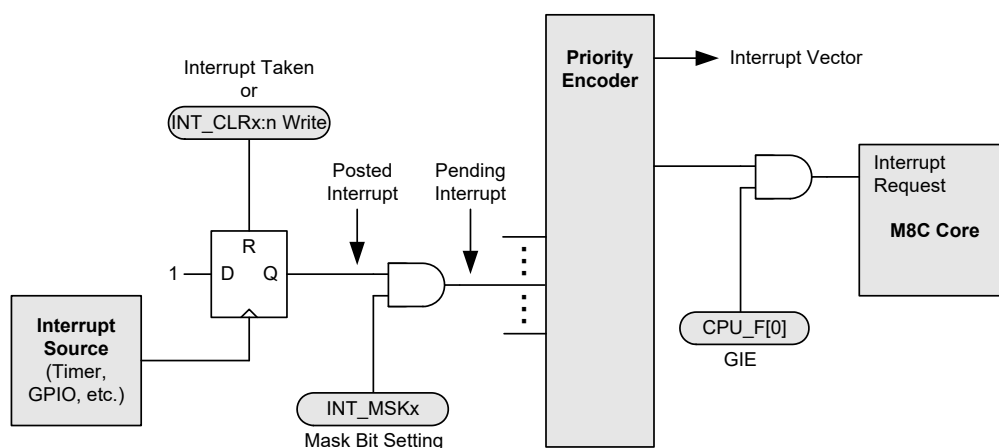 Interrupt Taken
or
INT_CLRx:n Write
Posted
Interrupt
Pending
Interrupt
Priority
Encoder
Interrupt Vector
Interrupt
Request
M8C Core
R
1
D
Q
Interrupt
Source
(Timer,
GPIO, etc.)
INT_MSKx
Mask Bit Setting
CPU_F[0]
GIE